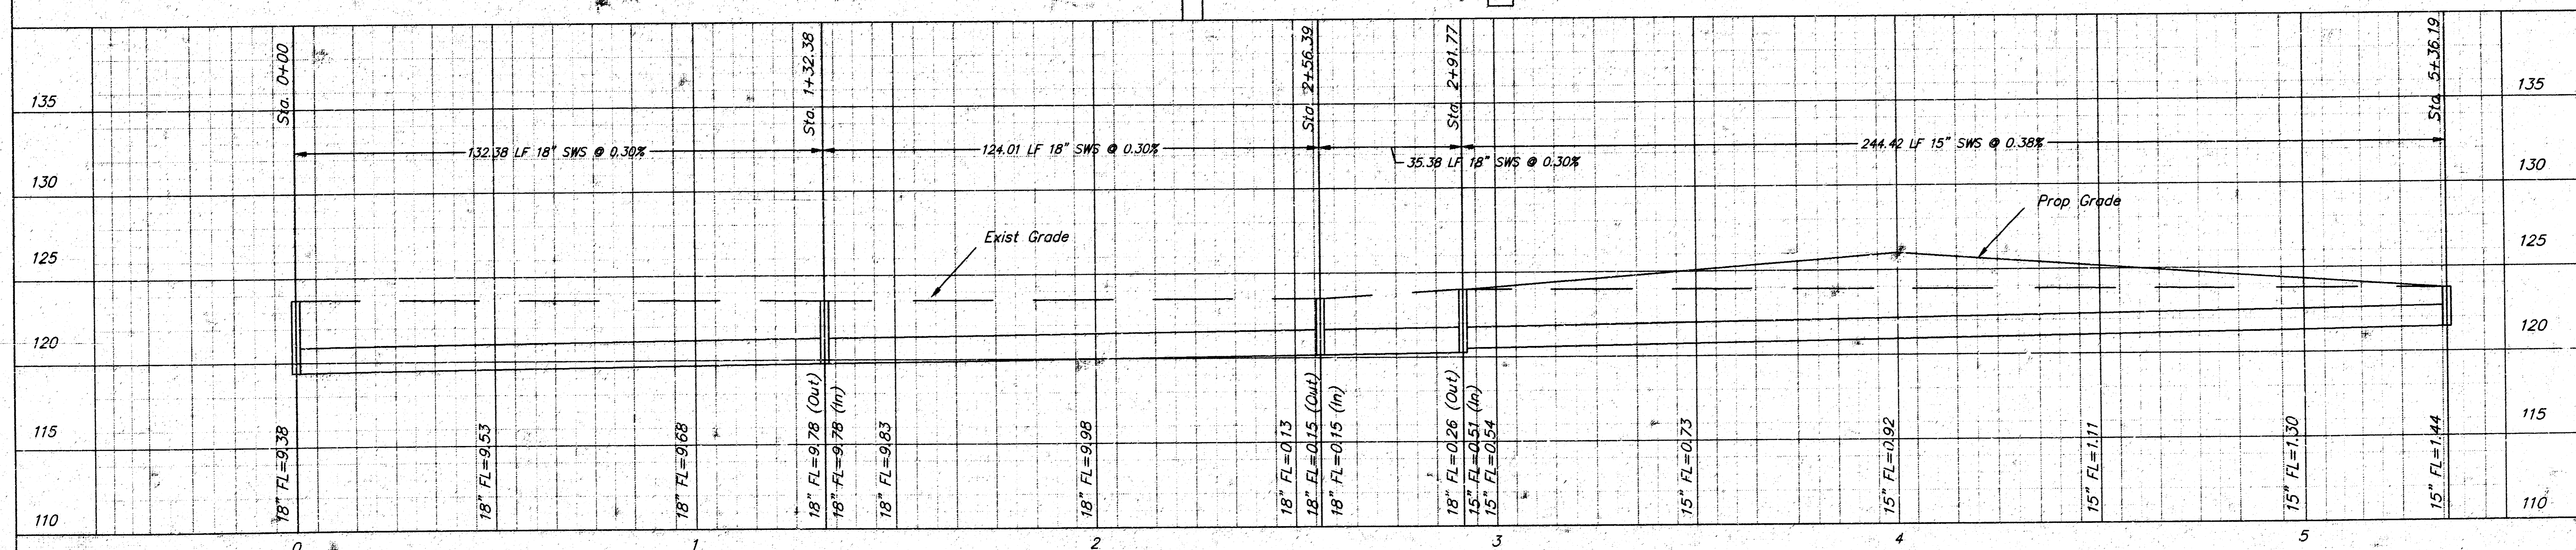 Sta. 0+00
Sta. 1+32.38
Sta. 2+56.39
Sta. 2+91.77
Sta. 5+36.19
135
135
132.38 LF 18" SWS @ 0.30%
124.01 LF 18" SWS @ 0.30%
35.38 LF 18" SWS @ 0.30%
244.42 LF 15" SWS @ 0.38%
130
130
Exist Grade
Prop Grade
125
125
120
120
115
115
18" FL=9.38
18" FL=9.53
18" FL=9.68
18" FL=9.78 (Out)
18" FL=9.78 (In)
18" FL=9.83
18" FL=9.98
18" FL=0.13
18" FL=0.15 (Out)
18" FL=0.15 (In)
18" FL=0.26 (Out)
15" FL=0.51 (In)
15" FL=0.54
15" FL=0.73
15" FL=0.92
15" FL=1.11
15" FL=1.30
15" FL=1.44
110
110
0
1
2
3
4
5